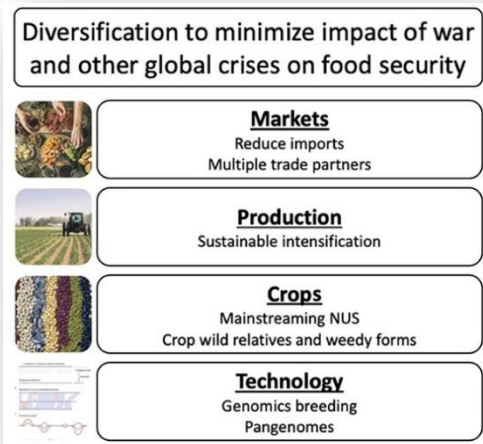 Diversification to minimize impact of war
and other global crises on food security
Markets
Reduce imports
Multiple trade partners
Production
Sustainable intensification
Crops
Mainstreaming NUS
Crop wild relatives and weedy forms
Technology
Genomics breeding
Pangenomes